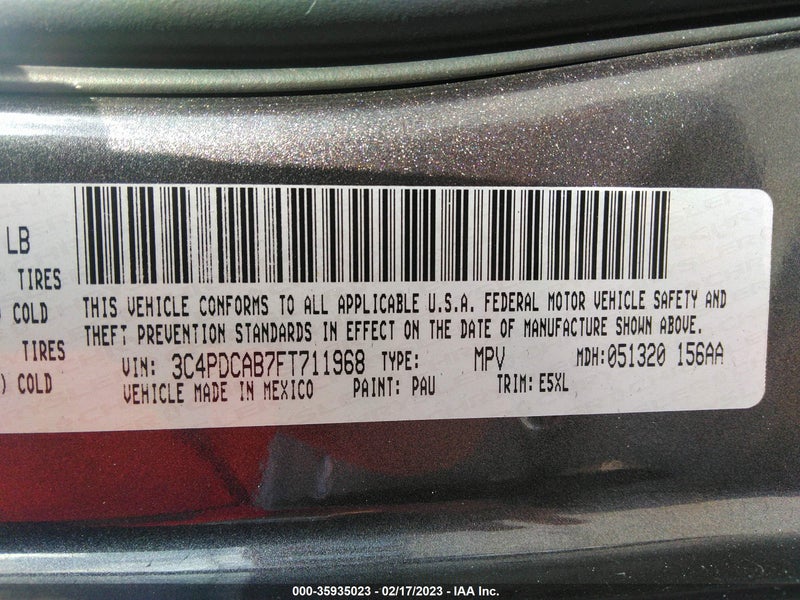 LB
TIRES
) COLD
TIRES
) COLD
THIS VEHICLE CONFORMS TO ALL APPLICABLE U.S.A. FEDERAL MOTOR VEHICLE SAFETY AND
THEFT PREVENTION STANDARDS IN EFFECT ON THE DATE OF MANUFACTURE SHOWN ABOVE.
VIN: 3C4PDCAB7FT711968 TYPE: MPV MDH:051320 156AA
VEHICLE MADE IN MEXICO PAINT: PAU TRIM: E5XL
000-35935023 — 02/17/2023 — IAA Inc.